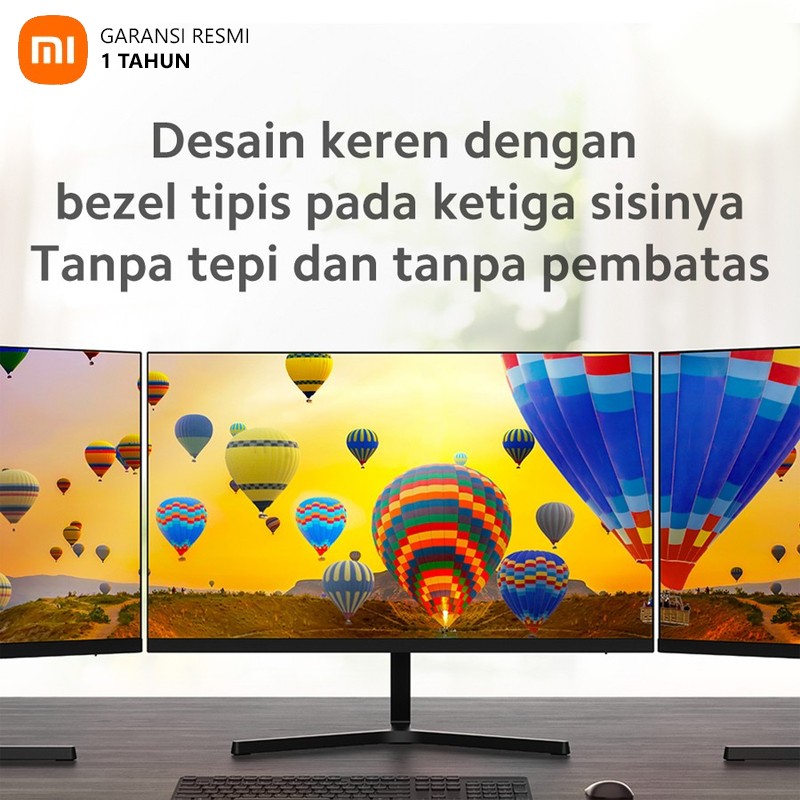 mi
GARANSI RESMI
1 TAHUN
Desain keren dengan
bezel tipis pada ketiga sisinya
Tanpa tepi dan tanpa pembatas